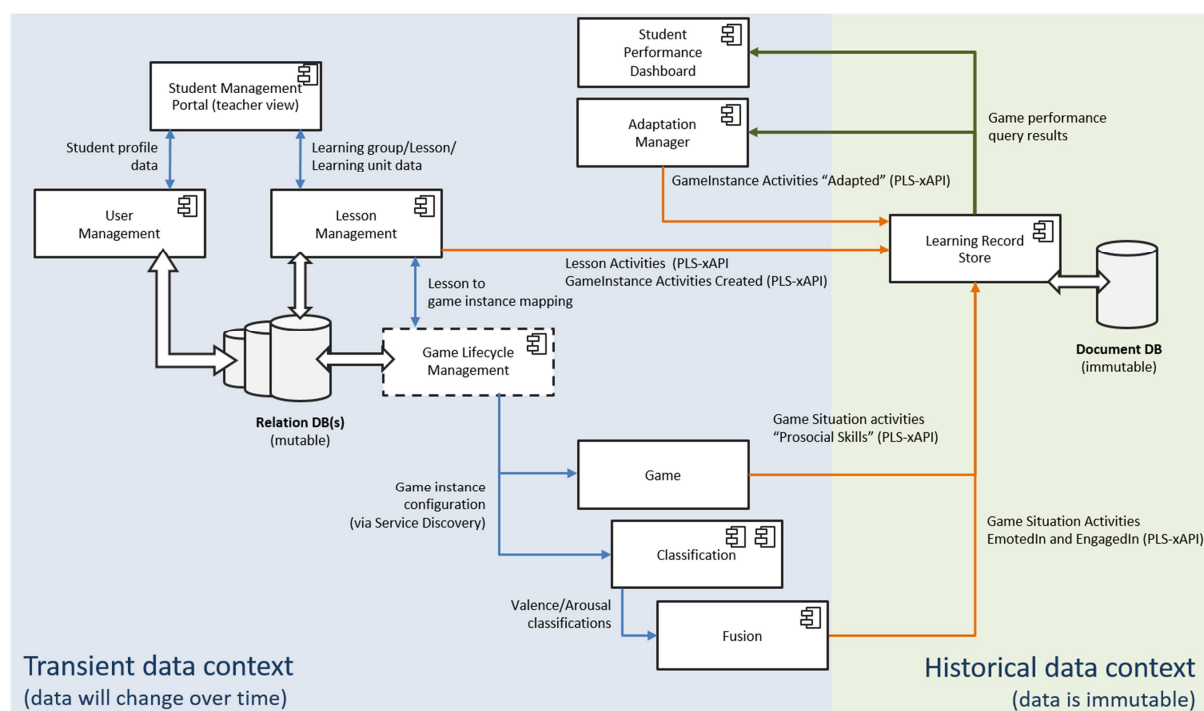 Student
Performance
Dashboard
Student Management
Portal (teacher view)
Adaptation
Manager
Game performance
query results
Student profile
data
Learning group/Lesson/
Learning unit data
GameInstance Activities “Adapted” (PLS-xAPI)
User
Management
Lesson
Management
Learning Record
Store
Lesson Activities (PLS-xAPI
GameInstance Activities Created (PLS-xAPI)
Lesson to
game instance mapping
Game Lifecycle
Management
Document DB
(immutable)
Relation DB(s)
(mutable)
Game Situation activities
“Prosocial Skills” (PLS-xAPI)
Game
Game instance
configuration
(via Service Discovery)
Game Situation Activities
EmotedIn and EngagedIn (PLS-xAPI)
Classification
Valence/Arousal
classifications
Fusion
Transient data context
(data will change over time)
Historical data context
(data is immutable)